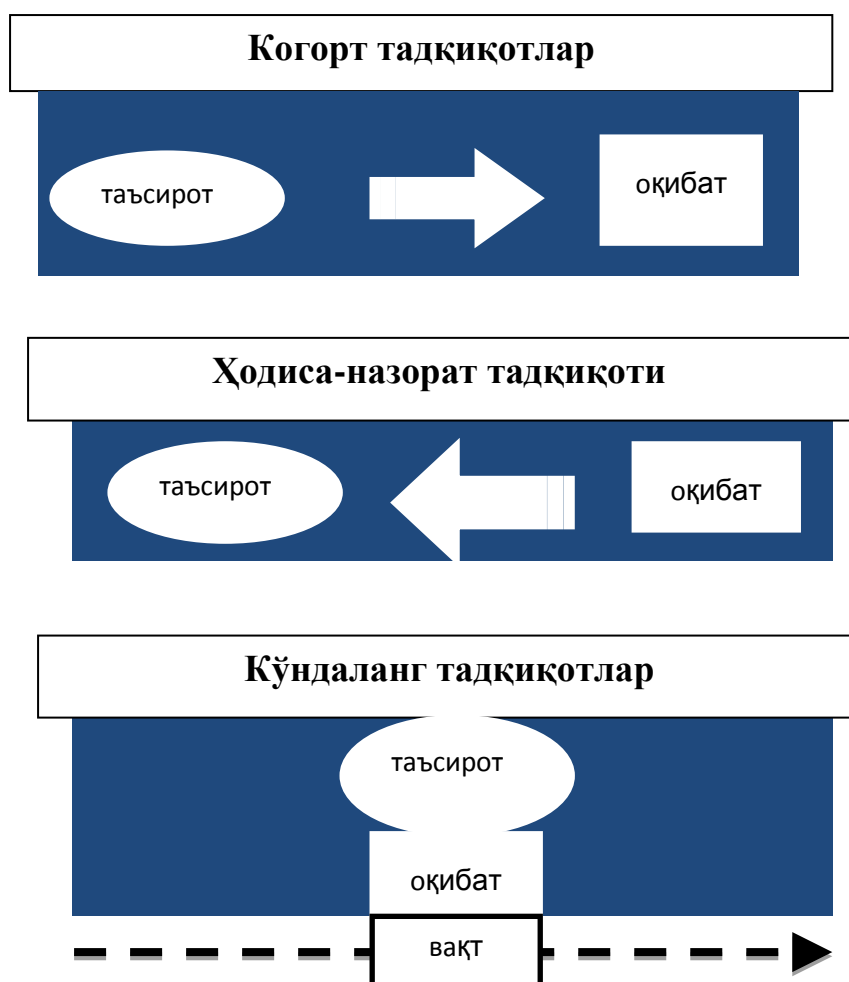 Когорт тадқиқотлар
таъсирот
оқибат
Ҳодиса-назорат тадқиқоти
таъсирот
оқибат
Кўндаланг тадқиқотлар
таъсирот
оқибат
вақт